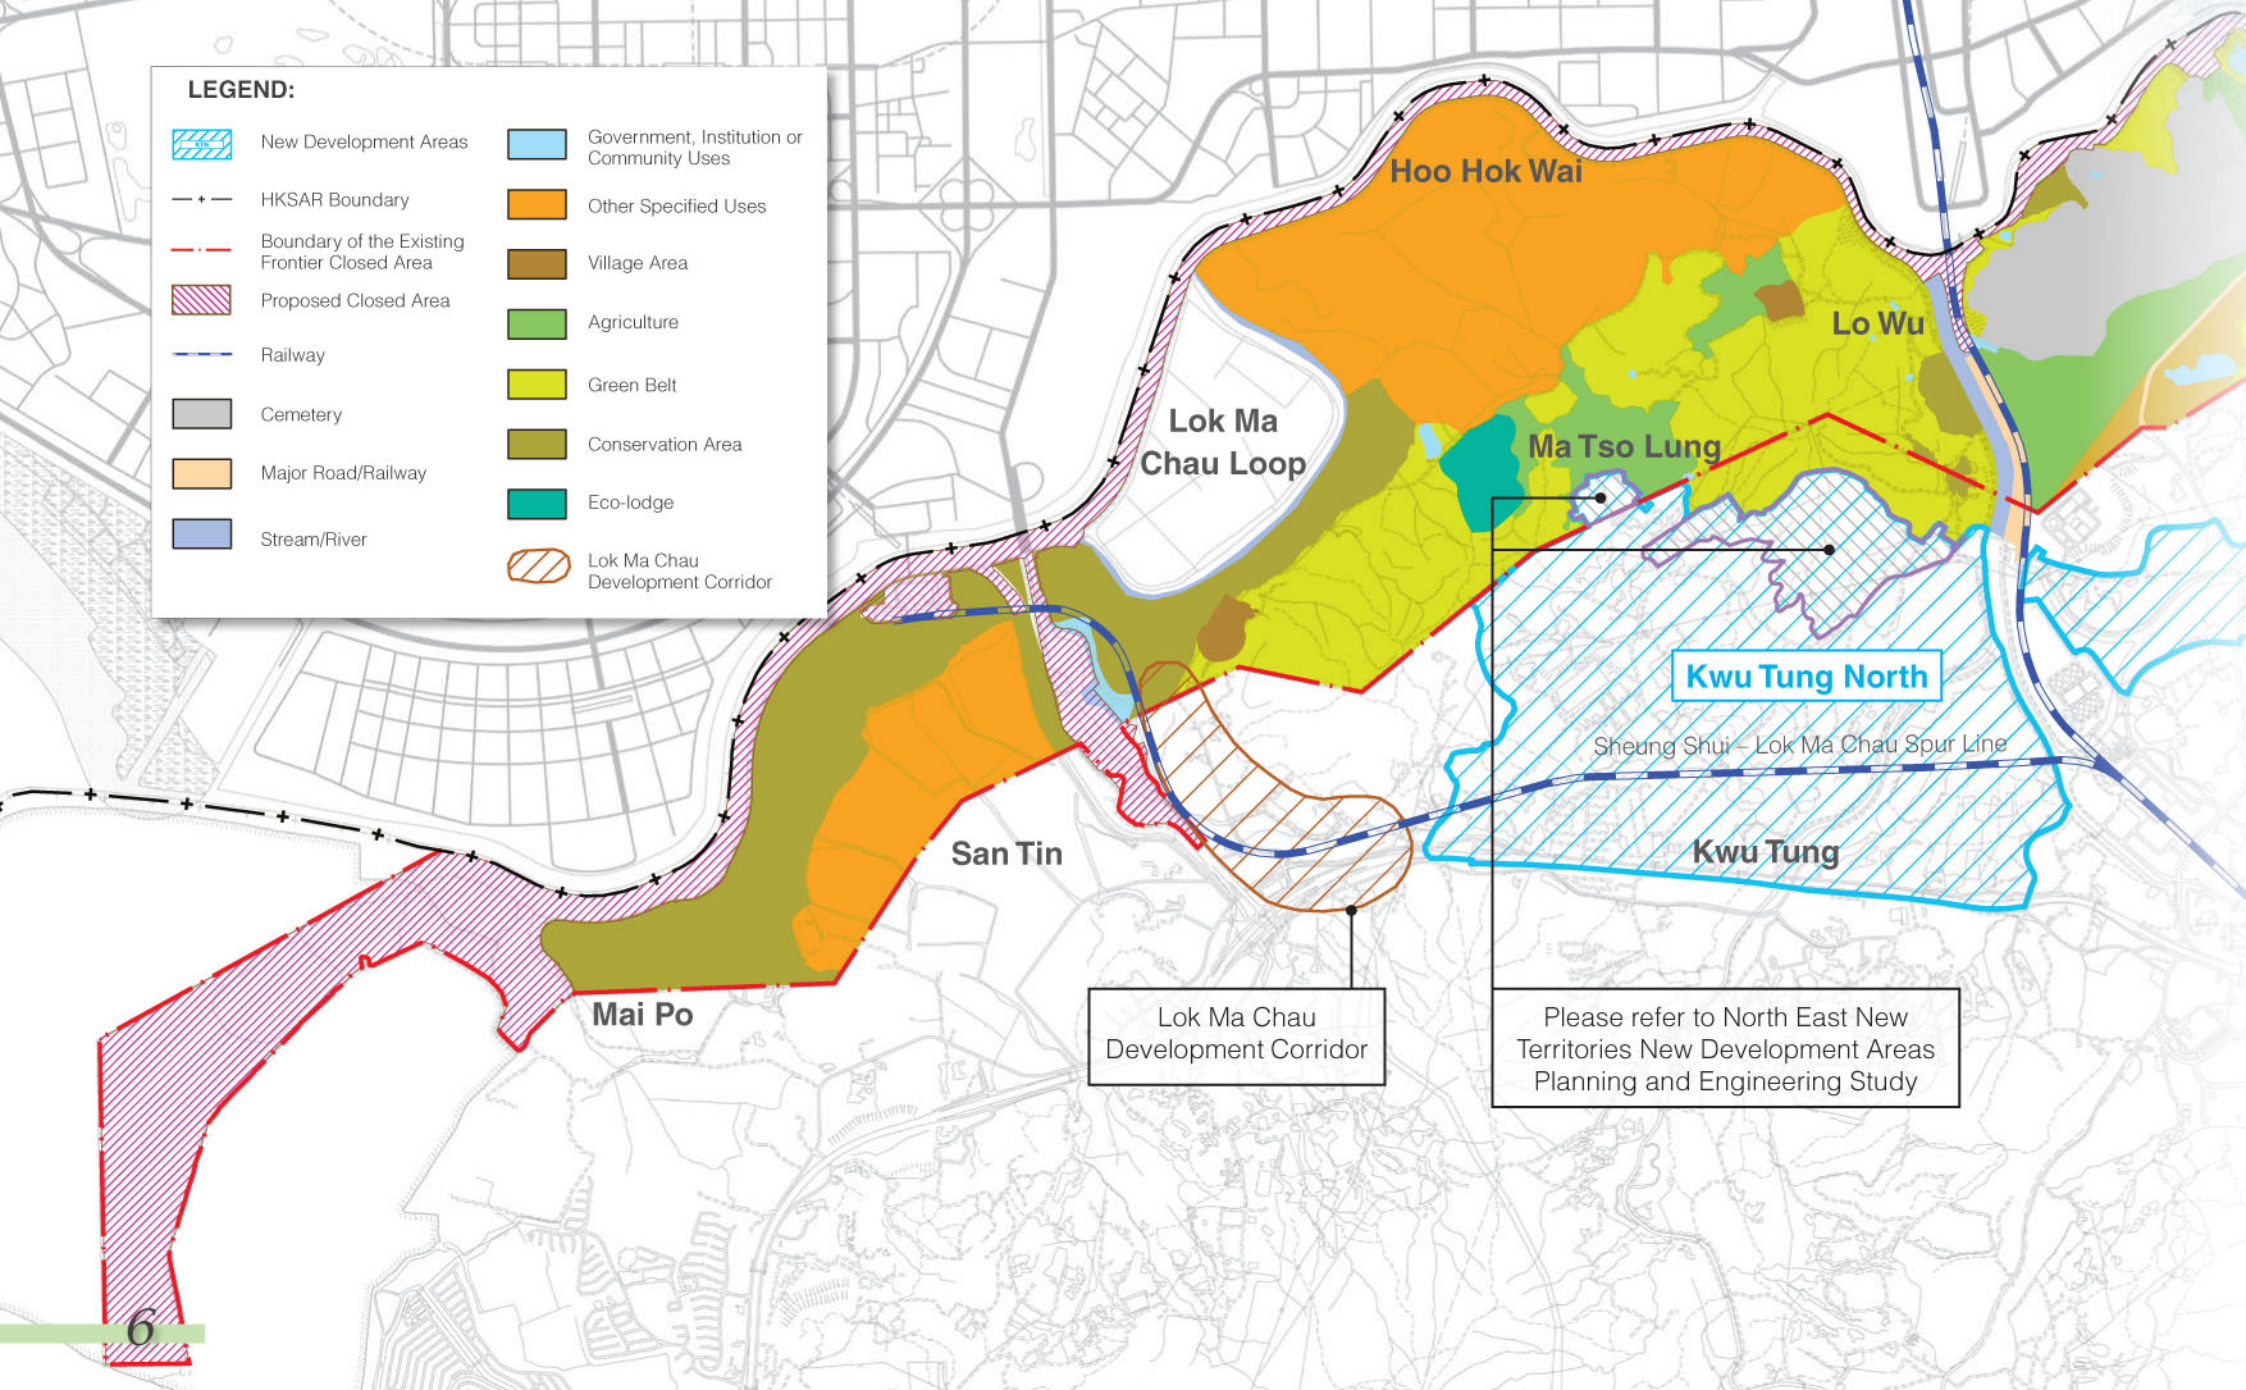 LEGEND:
New Development Areas
KTN
HKSAR Boundary
Boundary of the Existing
Frontier Closed Area
Proposed Closed Area
Railway
Cemetery
Major Road/Railway
Stream/River
Government, Institution or
Community Uses
Other Specified Uses
Village Area
Agriculture
Green Belt
Conservation Area
Eco-lodge
Lok Ma Chau
Development Corridor
Hoo Hok Wai
Lo Wu
Lok Ma
Chau Loop
Ma Tso Lung
Kwu Tung North
Sheung Shui – Lok Ma Chau Spur Line
San Tin
Kwu Tung
Mai Po
Lok Ma Chau
Development Corridor
Please refer to North East New
Territories New Development Areas
Planning and Engineering Study
6